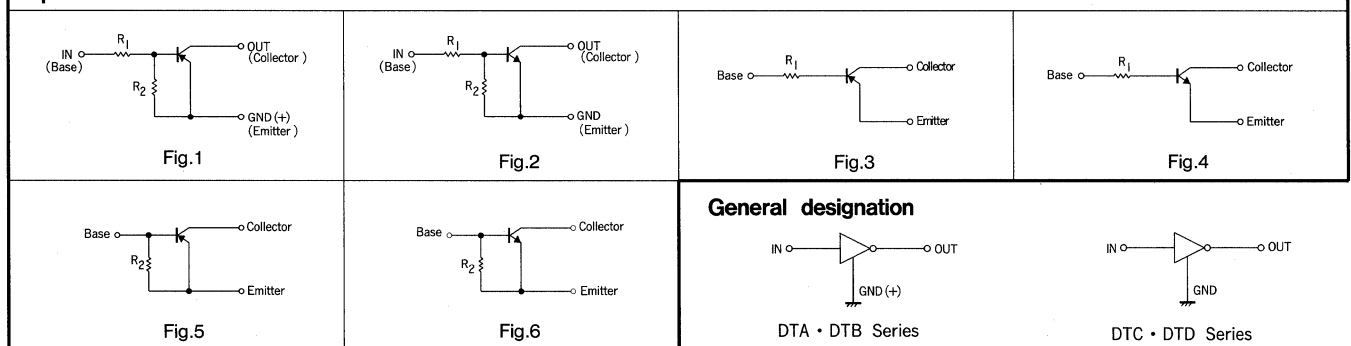 R1
IN
(Base)
R2
OUT
(Collector)
GND (+)
(Emitter)
Fig.1
R1
IN
(Base)
R2
OUT
(Collector)
GND
(Emitter)
Fig.2
Base
R1
Collector
Emitter
Fig.3
Base
R1
Collector
Emitter
Fig.4
Base
R2
Collector
Emitter
Fig.5
Base
R2
Collector
Emitter
Fig.6
General designation
IN
OUT
GND (+)
DTA・DTB Series
IN
OUT
GND
DTC・DTD Series